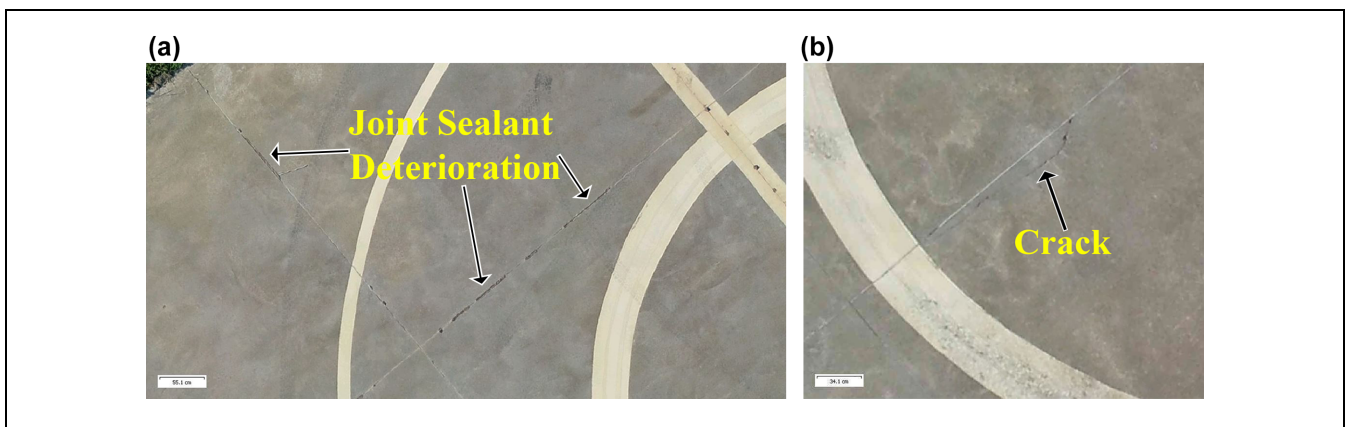 (a)
(b)
Joint Sealant
Deterioration
Crack
55.1 cm
34.1 cm